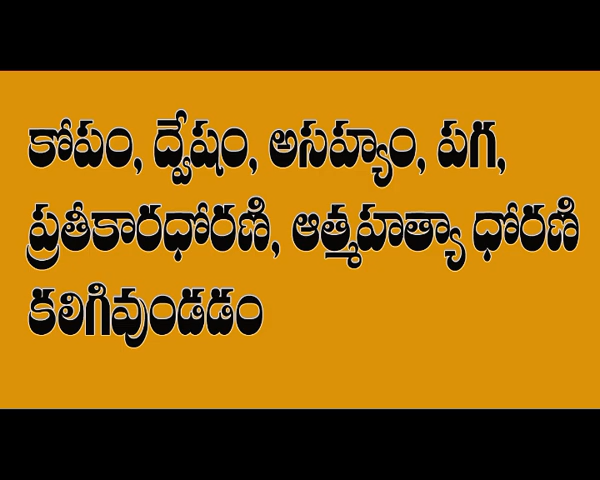 కోపం, ద్వేషం, అసహ్యం, పగ,
ప్రతీకారధోరణి, ఆత్మహత్యా ధోరణి
కలిగివుండడం